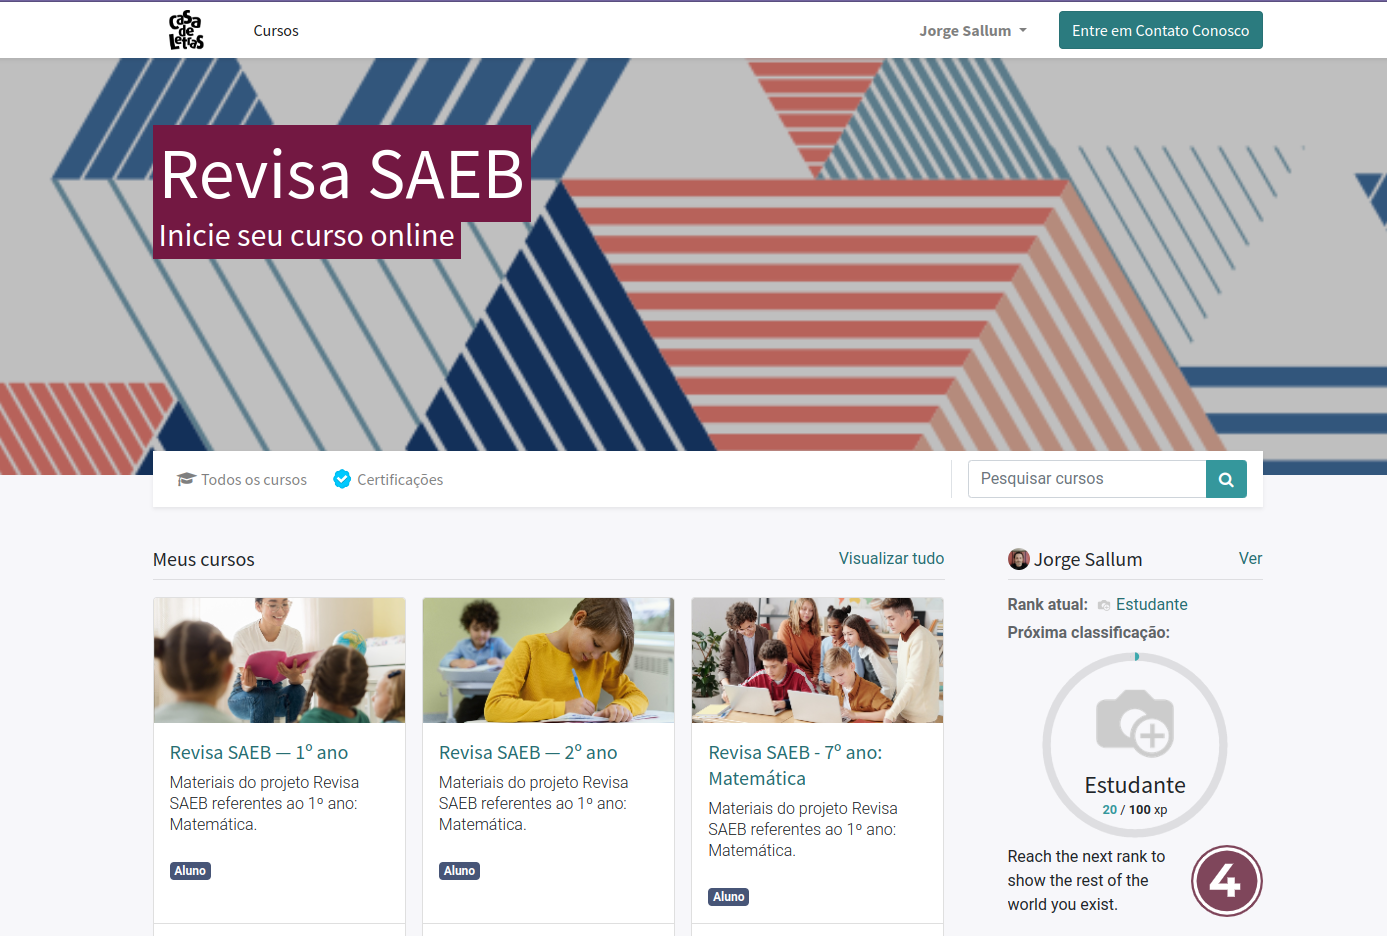 Casa
de
Letras
Cursos
Jorge Sallum
Entre em Contato Conosco
Revisa SAEB
Inicie seu curso online
Todos os cursos
Certificações
Pesquisar cursos
Meus cursos
Visualizar tudo
Revisa SAEB — 1º ano
Materiais do projeto Revisa
SAEB referentes ao 1º ano:
Matemática.
Aluno
Revisa SAEB — 2º ano
Materiais do projeto Revisa
SAEB referentes ao 1º ano:
Matemática.
Aluno
Revisa SAEB - 7º ano:
Matemática
Materiais do projeto Revisa
SAEB referentes ao 1º ano:
Matemática.
Aluno
Jorge Sallum
Ver
Rank atual: Estudante
Próxima classificação:
Estudante
20 / 100 xp
Reach the next rank to
show the rest of the
world you exist.
4